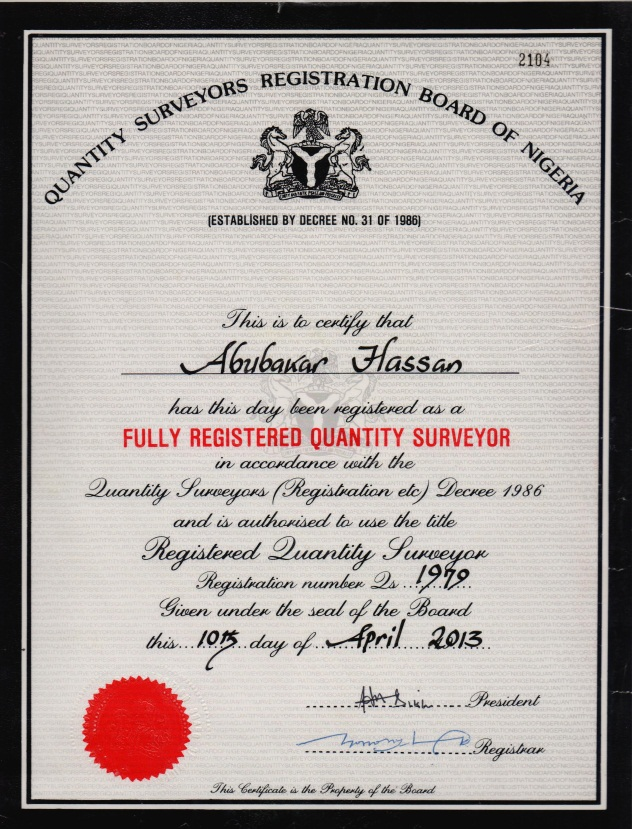 2104
QUANTITY SURVEYORS REGISTRATION BOARD OF NIGERIA
(ESTABLISHED BY DECREE NO. 31 OF 1986)
This is to certify that
Abubakar Hassan
has this day been registered as a
FULLY REGISTERED QUANTITY SURVEYOR
in accordance with the
Quantity Surveyors (Registration etc) Decree 1986
and is authorised to use the title
Registered Quantity Surveyor
Registration number Qs ...1979
Given under the seal of the Board
this...10th...day of...April 2013...
President
Registrar
This Certificate is the Property of the Board